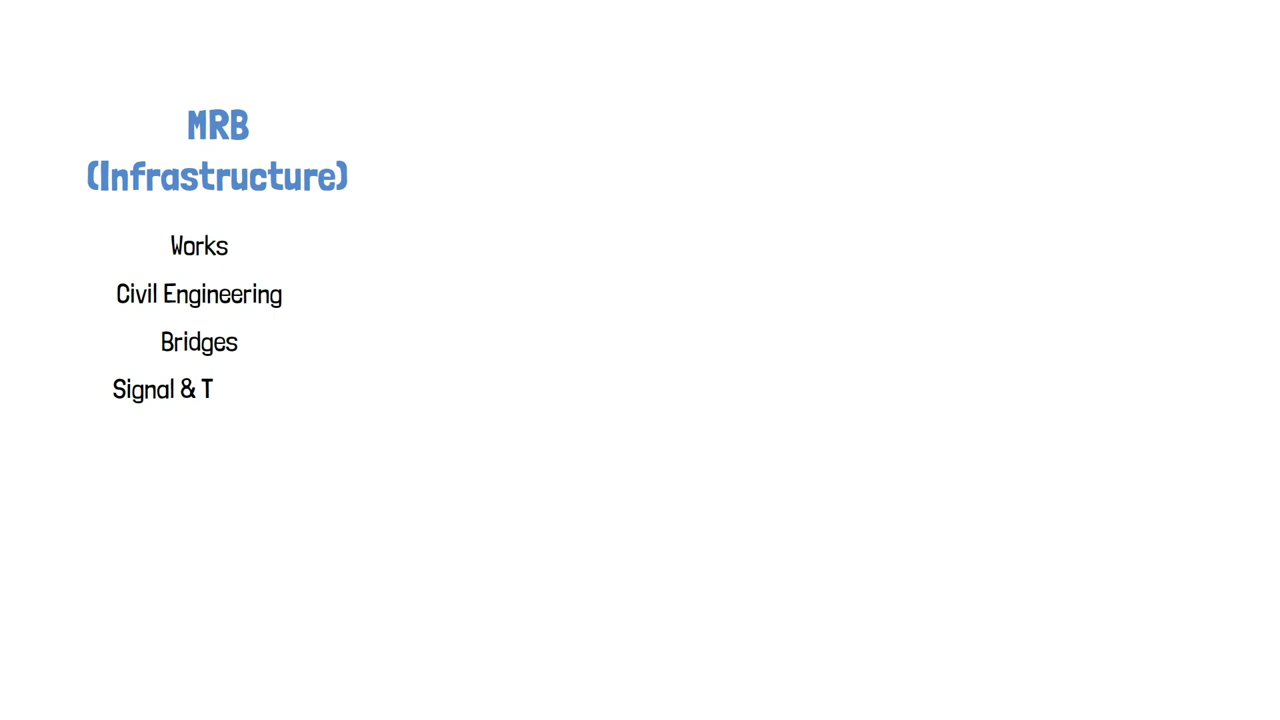 MRB
(Infrastructure)
Works
Civil Engineering
Bridges
Signal & T